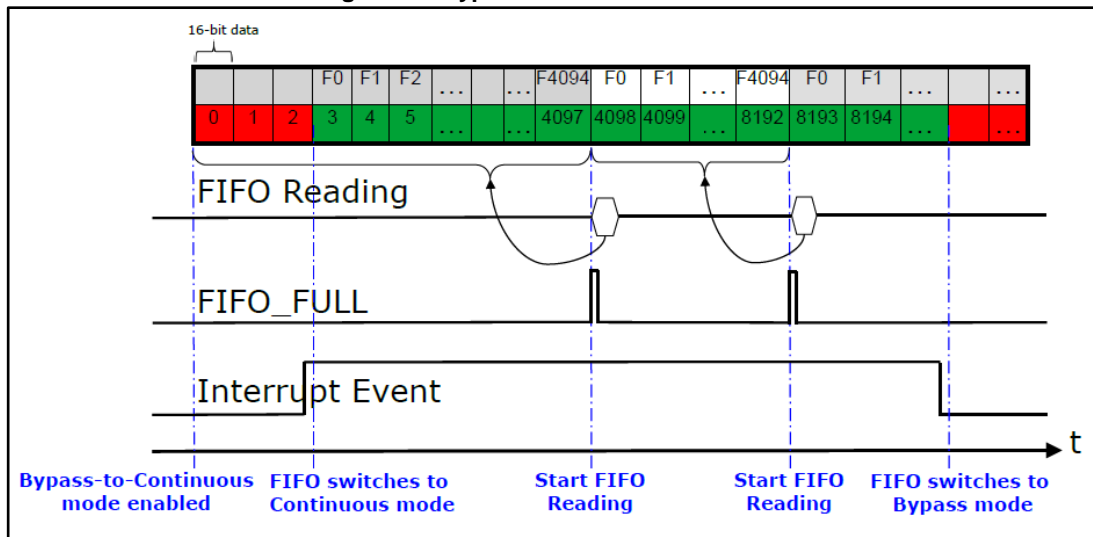 16-bit data
F0 F1 F2 ... ... F4094 F0 F1 ... F4094 F0 F1 ... ...
0 1 2 3 4 5 ... ... 4097 4098 4099 ... 8192 8193 8194 ... ...
FIFO Reading
FIFO_FULL
Interrupt Event
t
Bypass-to-Continuous mode enabled
FIFO switches to Continuous mode
Start FIFO Reading
Start FIFO Reading
FIFO switches to Bypass mode